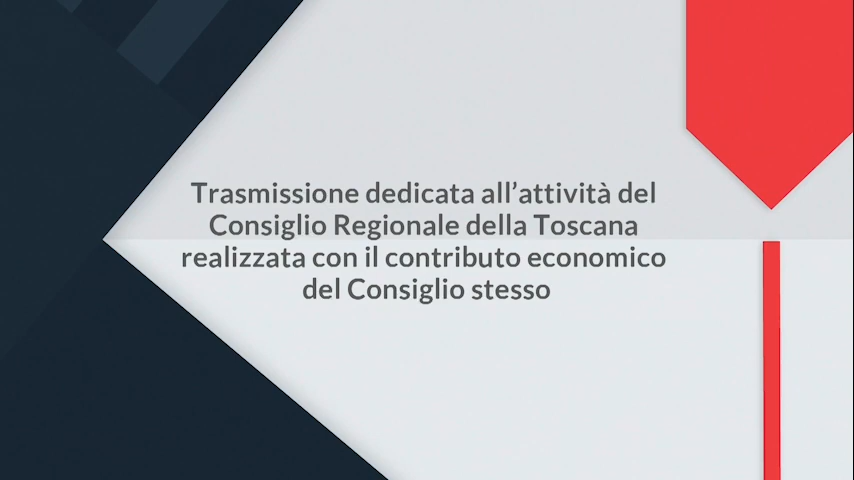 Trasmissione dedicata all’attività del
Consiglio Regionale della Toscana
realizzata con il contributo economico
del Consiglio stesso